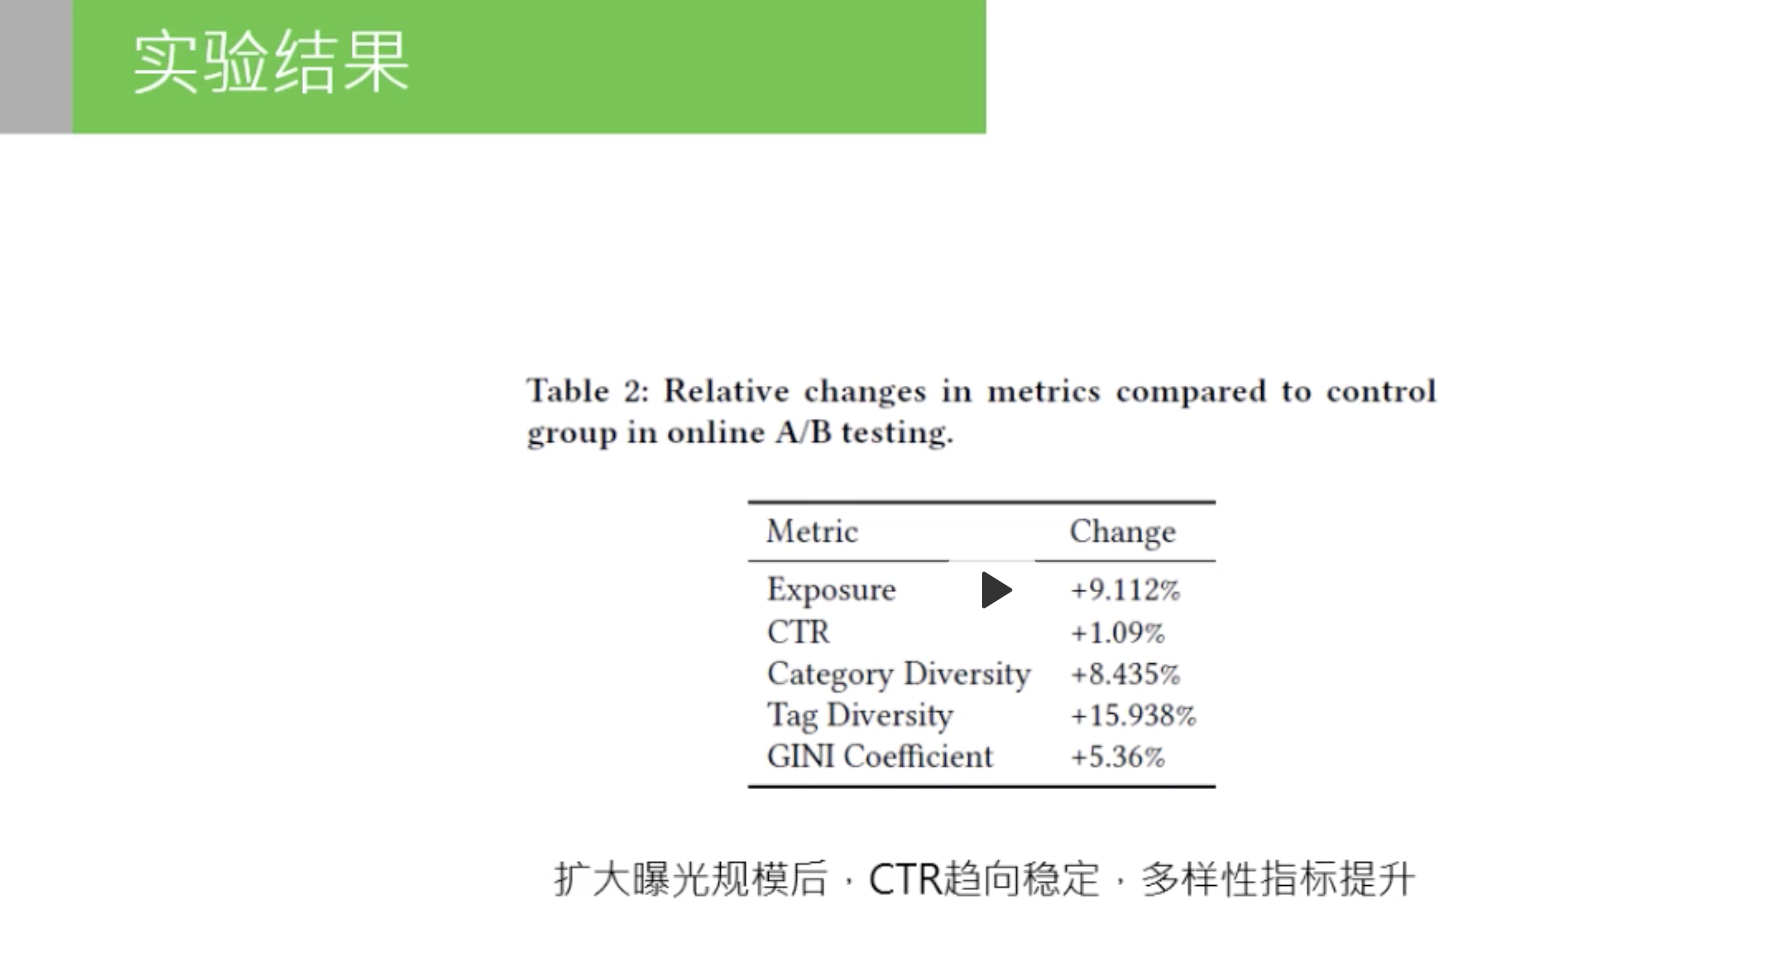 实验结果
Table 2: Relative changes in metrics compared to control
group in online A/B testing.
Metric Change
Exposure +9.112%
CTR +1.09%
Category Diversity +8.435%
Tag Diversity +15.938%
GINI Coefficient +5.36%
扩大曝光规模后，CTR趋向稳定，多样性指标提升